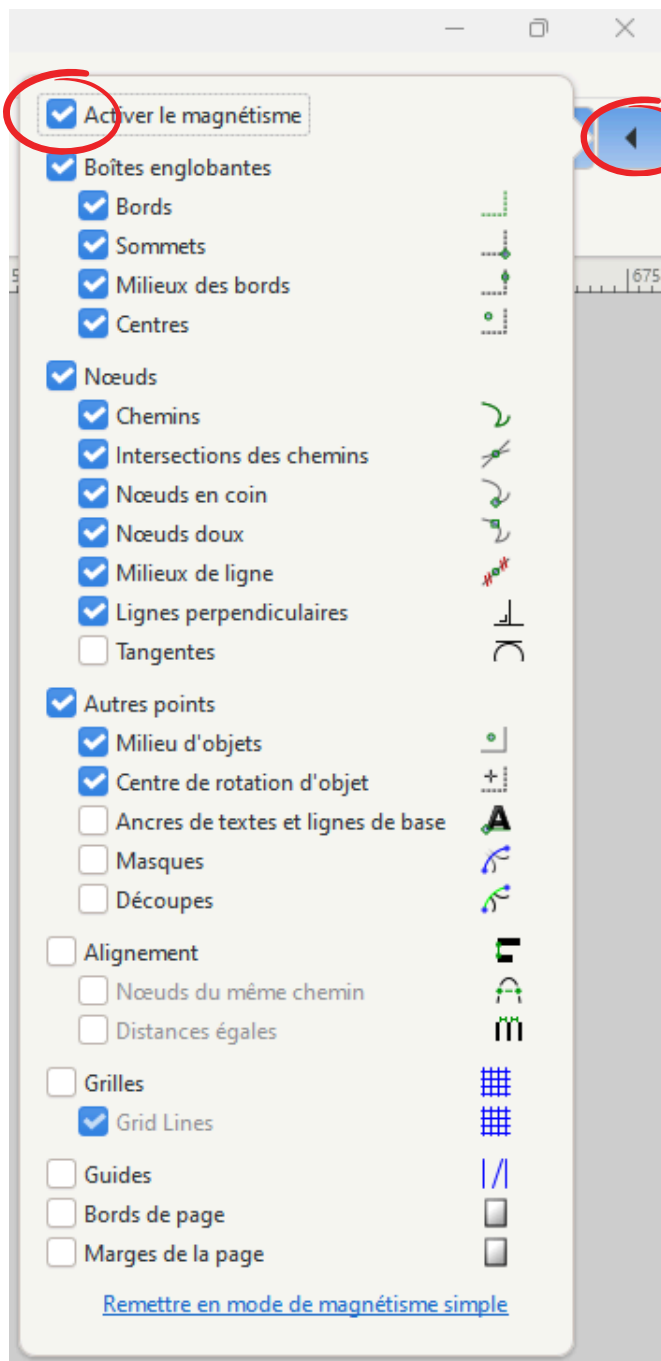 Activer le magnétisme
Boîtes englobantes
Bords
Sommets
Milieux des bords
Centres
5
675
Nœuds
Chemins
Intersections des chemins
Nœuds en coin
Nœuds doux
Milieux de ligne
Lignes perpendiculaires
Tangentes
Autres points
Milieu d'objets
Centre de rotation d'objet
Ancres de textes et lignes de base
Masques
Découpes
Alignement
Nœuds du même chemin
Distances égales
Grilles
Grid Lines
Guides
Bords de page
Marges de la page
Remettre en mode de magnétisme simple